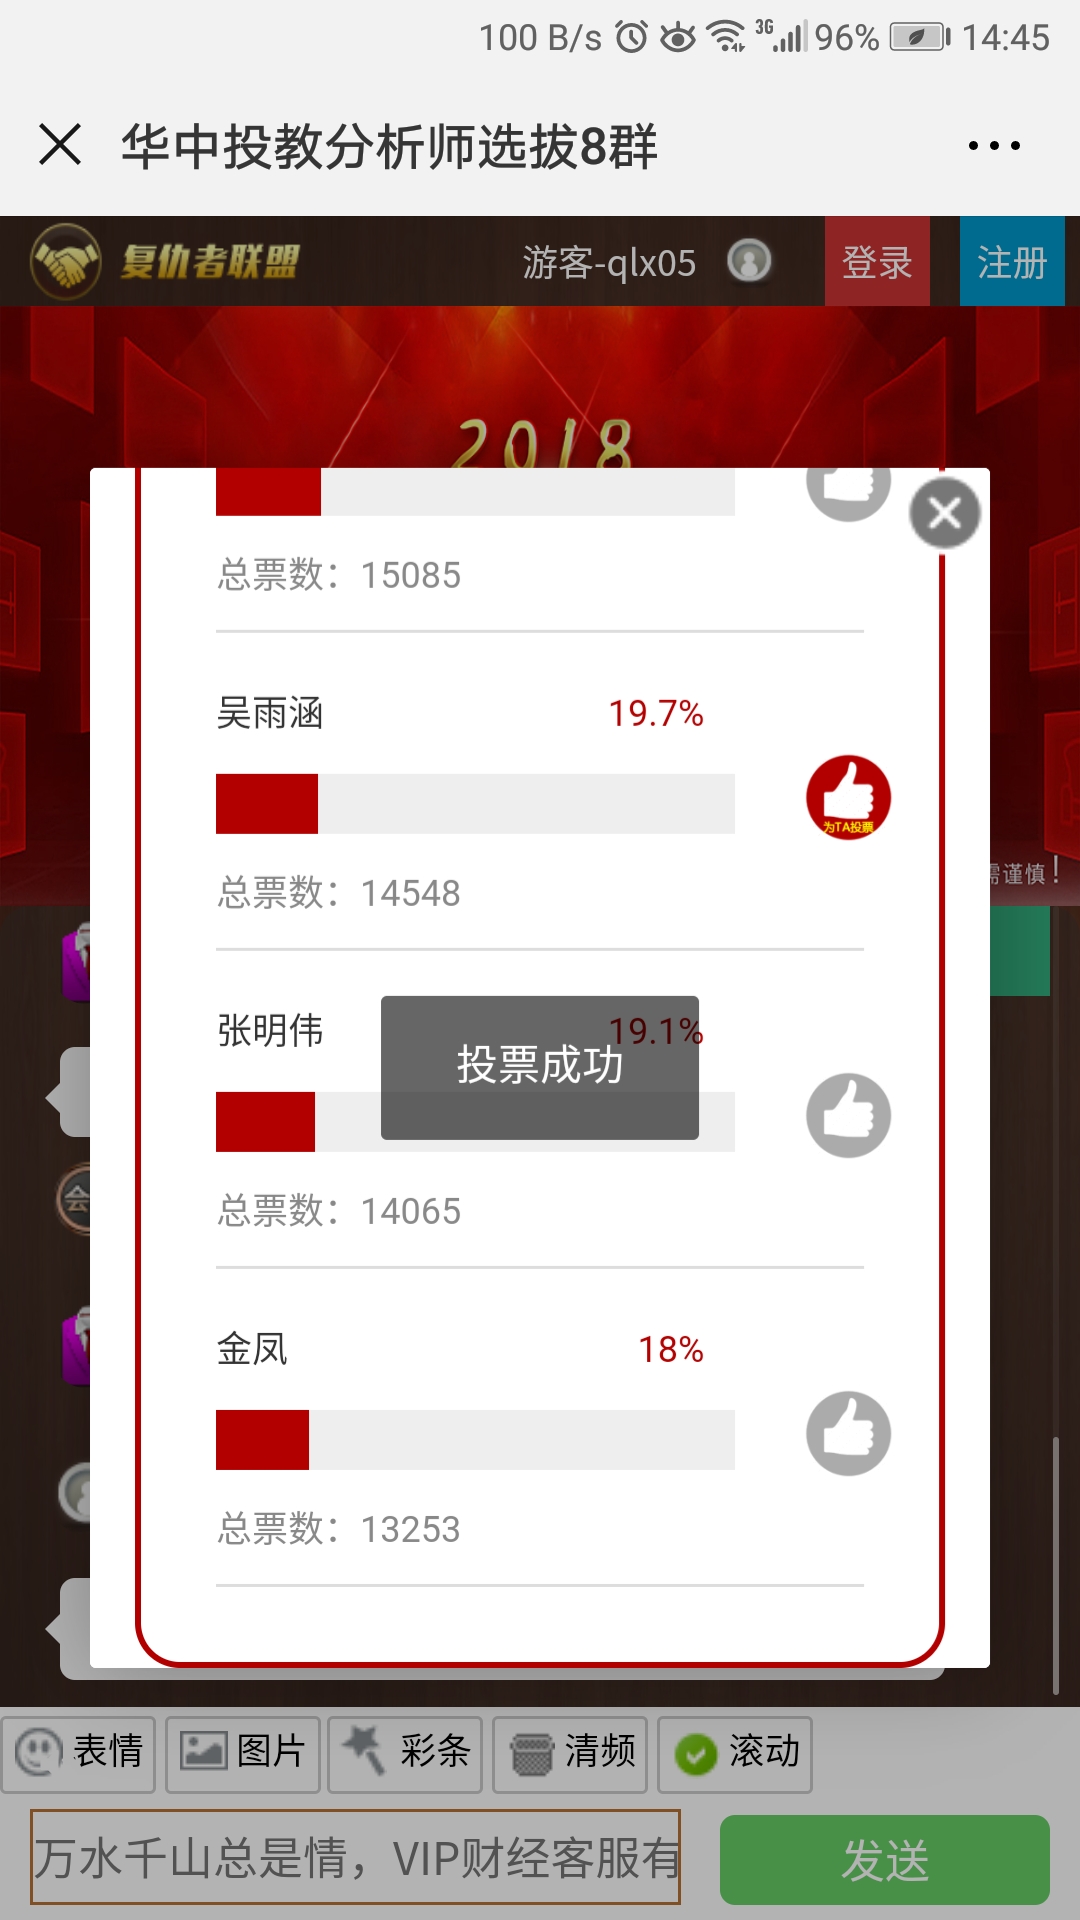 100 B/s 3G 96% 14:45
华中投教分析师选拔8群
复仇者联盟 游客-qlx05 登录 注册
2018
总票数：15085
吴雨涵 19.7%
为TA投票
需谨慎！
总票数：14548
张明伟 19.1%
投票成功
总票数：14065
会
金凤 18%
总票数：13253
表情 图片 彩条 清频 滚动
万水千山总是情，VIP财经客服有 发送